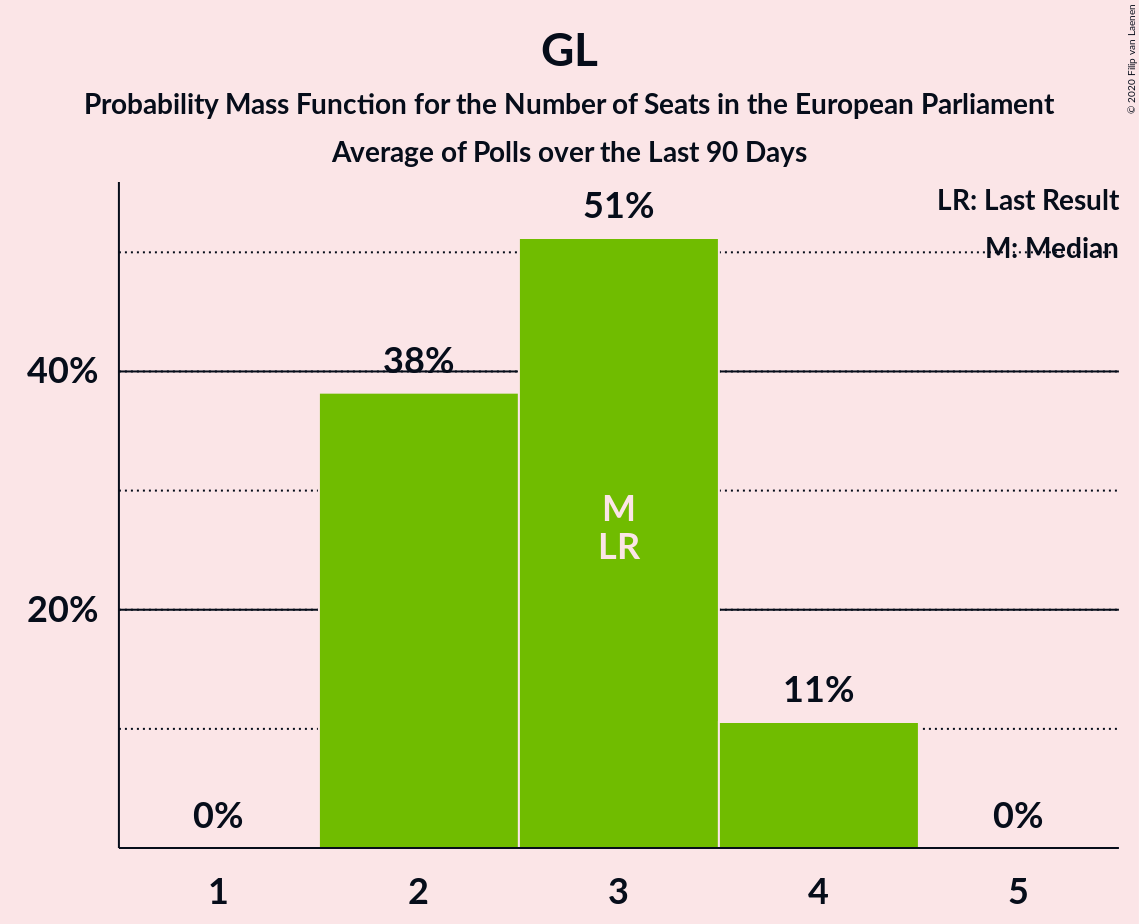 GL
Probability Mass Function for the Number of Seats in the European Parliament
Average of Polls over the Last 90 Days
© 2020 Filip van Laenen
LR: Last Result
M: Median
51%
38%
40%
M
LR
20%
11%
0%
0%
1
2
3
4
5